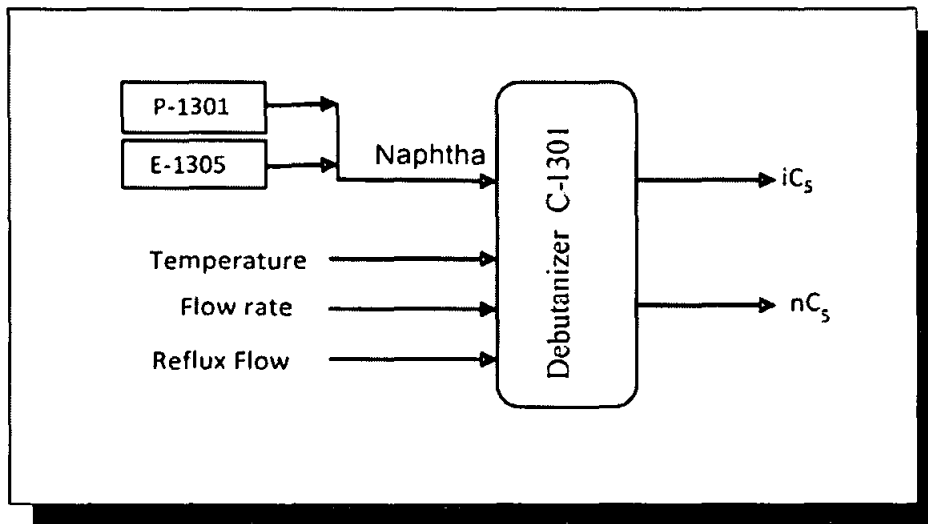 P-1301
E-1305
Naphtha
Temperature
Flow rate
Reflux Flow
Debutanizer C-1301
iC₅
nC₅